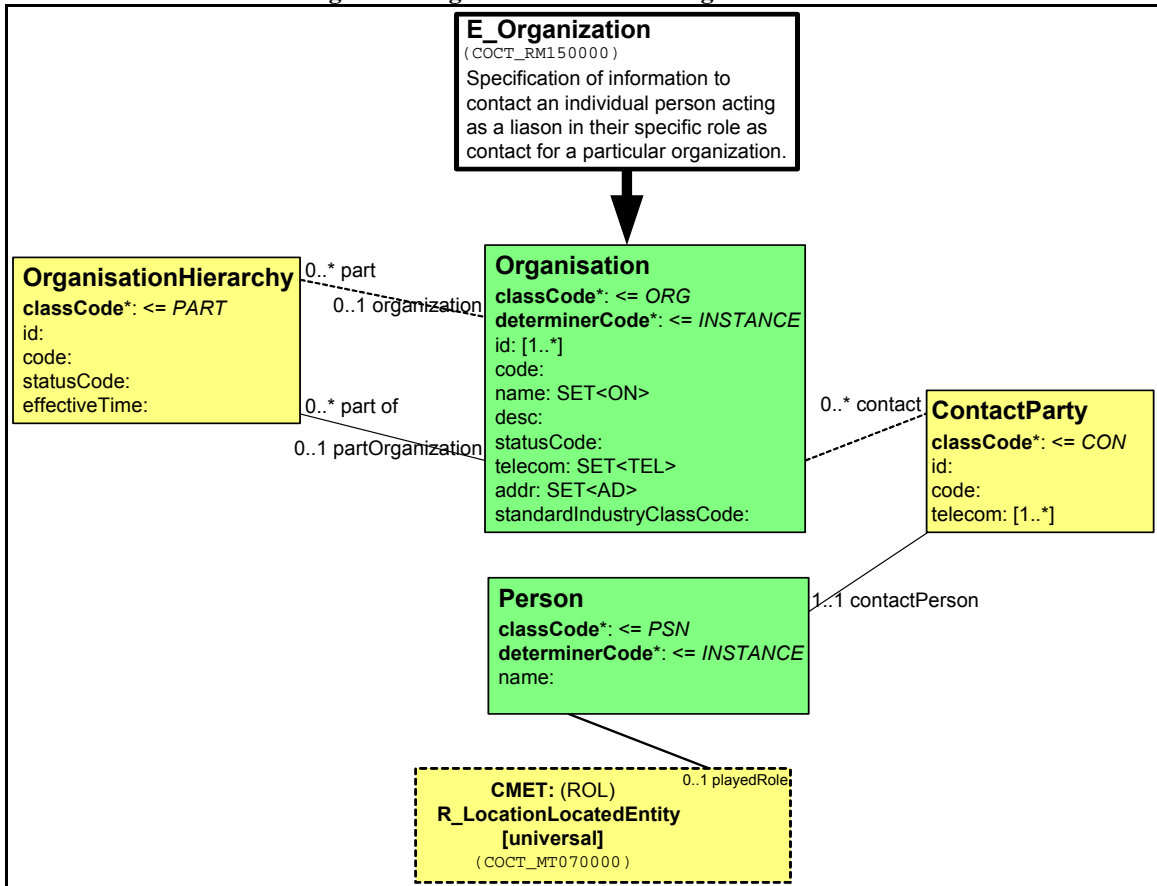 E_Organization
(COCT_RM150000)
Specification of information to
contact an individual person acting
as a liason in their specific role as
contact for a particular organization.
OrganisationHierarchy
classCode*: <= PART
id:
code:
statusCode:
effectiveTime:
0..* part
0..1 organization
0..* part of
0..1 partOrganization
Organisation
classCode*: <= ORG
determinerCode*: <= INSTANCE
id: [1..*]
code:
name: SET<ON>
desc:
statusCode:
telecom: SET<TEL>
addr: SET<AD>
standardIndustryClassCode:
0..* contact
ContactParty
classCode*: <= CON
id:
code:
telecom: [1..*]
1..1 contactPerson
Person
classCode*: <= PSN
determinerCode*: <= INSTANCE
name:
0..1 playedRole
CMET: (ROL)
R_LocationLocatedEntity
[universal]
(COCT_MT070000)